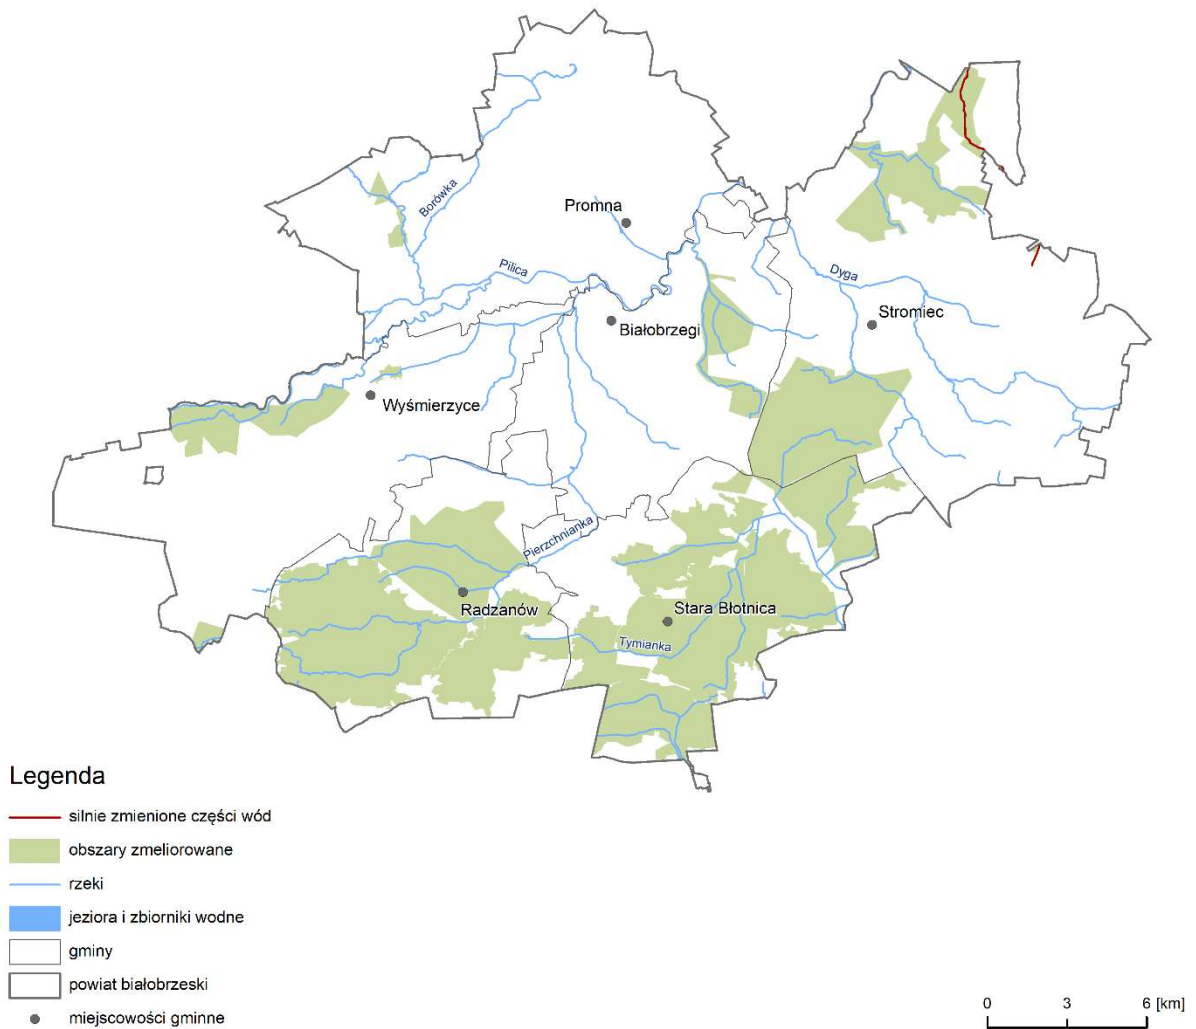 Borówka
Promna
Pilica
Dyga
Stromiec
Białobrzegi
Wyśmierzyce
Pierzchnianka
Radzanów
Stara Błotnica
Tymianka
Legenda
silnie zmienione części wód
obszary zmeliorowane
rzeki
jeziora i zbiorniki wodne
gminy
powiat białobrzeski
miejscowości gminne
0 3 6 [km]